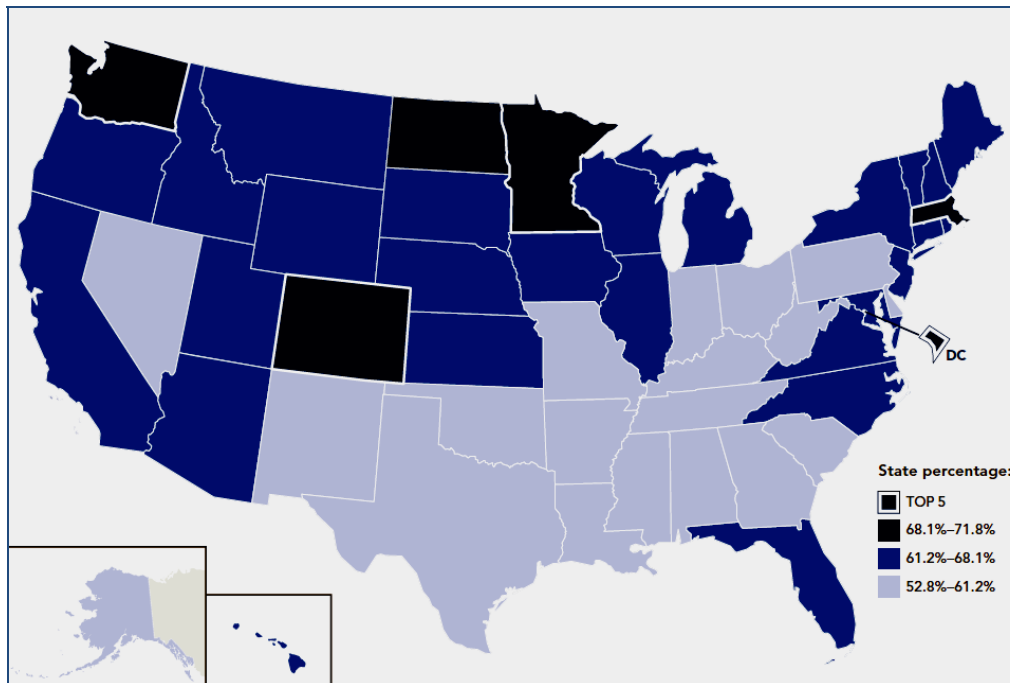 DC
State percentage:
TOP 5
68.1%–71.8%
61.2%–68.1%
52.8%–61.2%